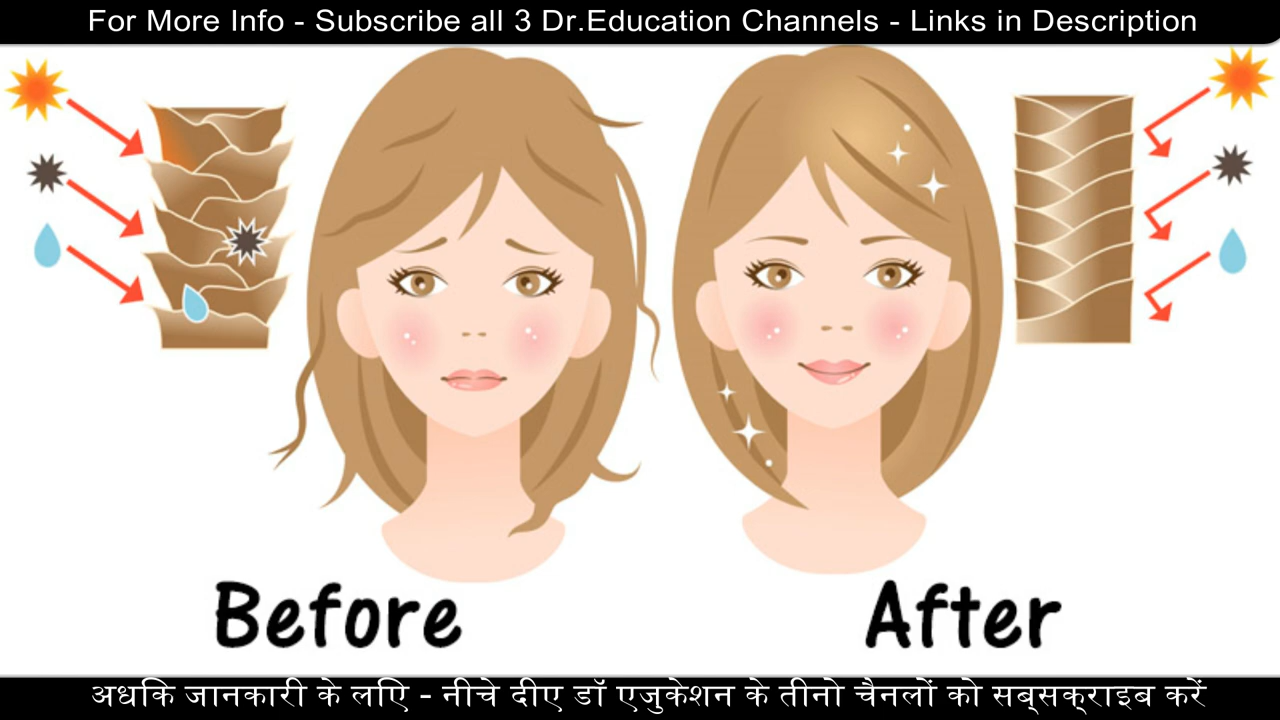 For More Info - Subscribe all 3 Dr.Education Channels - Links in Description
Before
After
अधकिि जानकारी के लएिि - नीचे दीए डॉ एजुकेशन के तीनो चैनलों को सब्सक्राइब करें